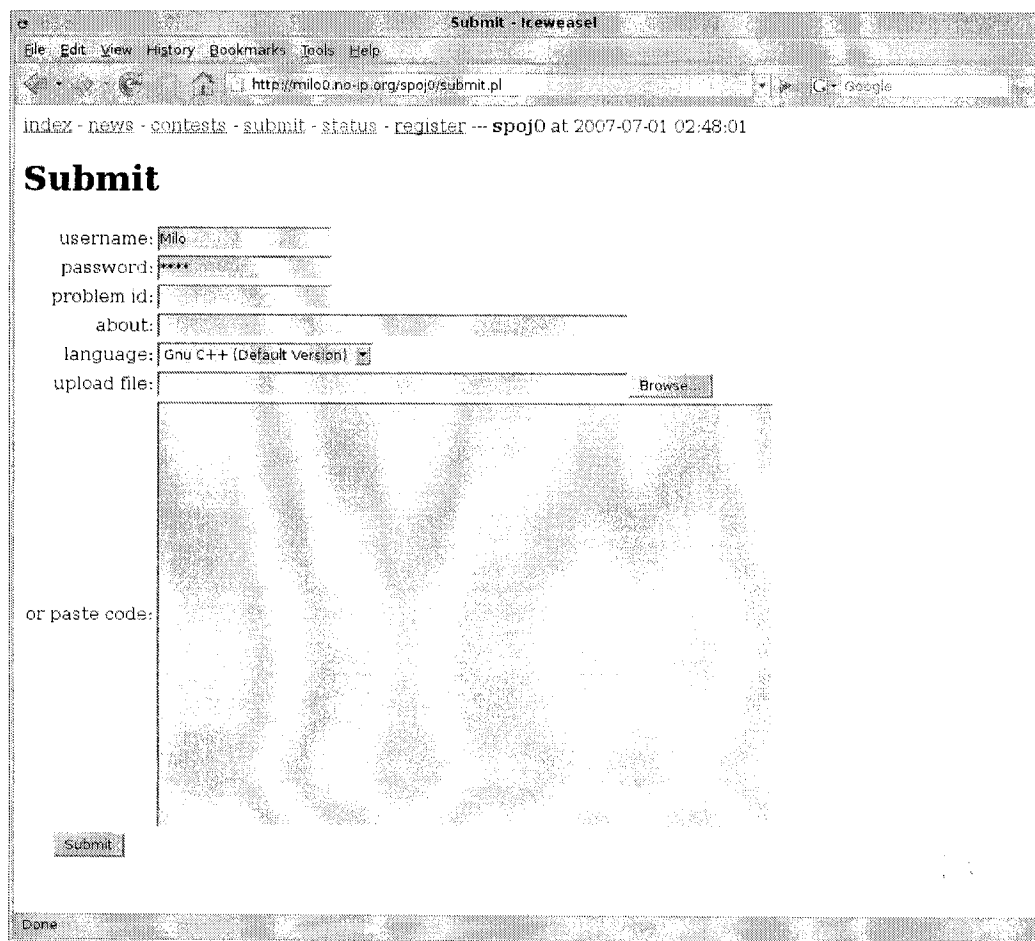 Submit - Iceweasel
File Edit View History Bookmarks Tools Help
http://milo0.no-ip.org/spoj0/submit.pl
Google
index - news - contests - submit - status - register --- spoj0 at 2007-07-01 02:48:01
Submit
username: Milo
password: ****
problem id:
about:
language: Gnu C++ (Default Version)
upload file: Browse...
or paste code:
Submit
Done